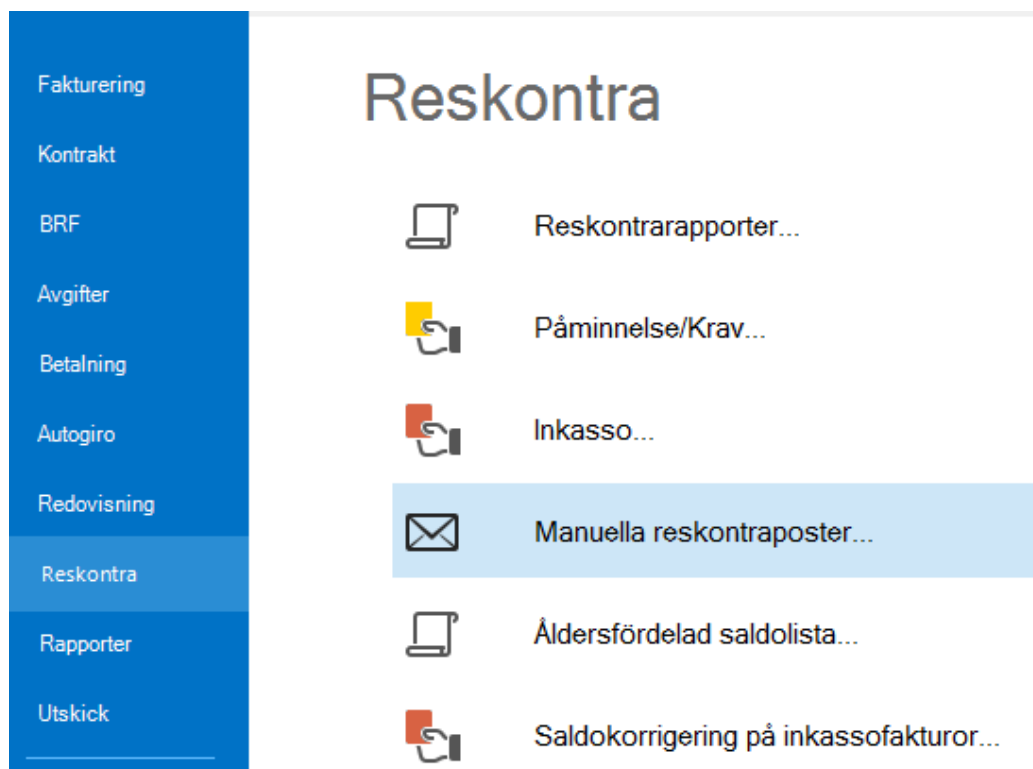 Fakturering
Kontrakt
BRF
Avgifter
Betalning
Autogiro
Redovisning
Reskontra
Rapporter
Utskick
Reskontra
Reskontrarapporter...
Påminnelse/Krav...
Inkasso...
Manuella reskontraposter...
Åldersfördelad saldolista...
Saldokorrigering på inkassofakturor...